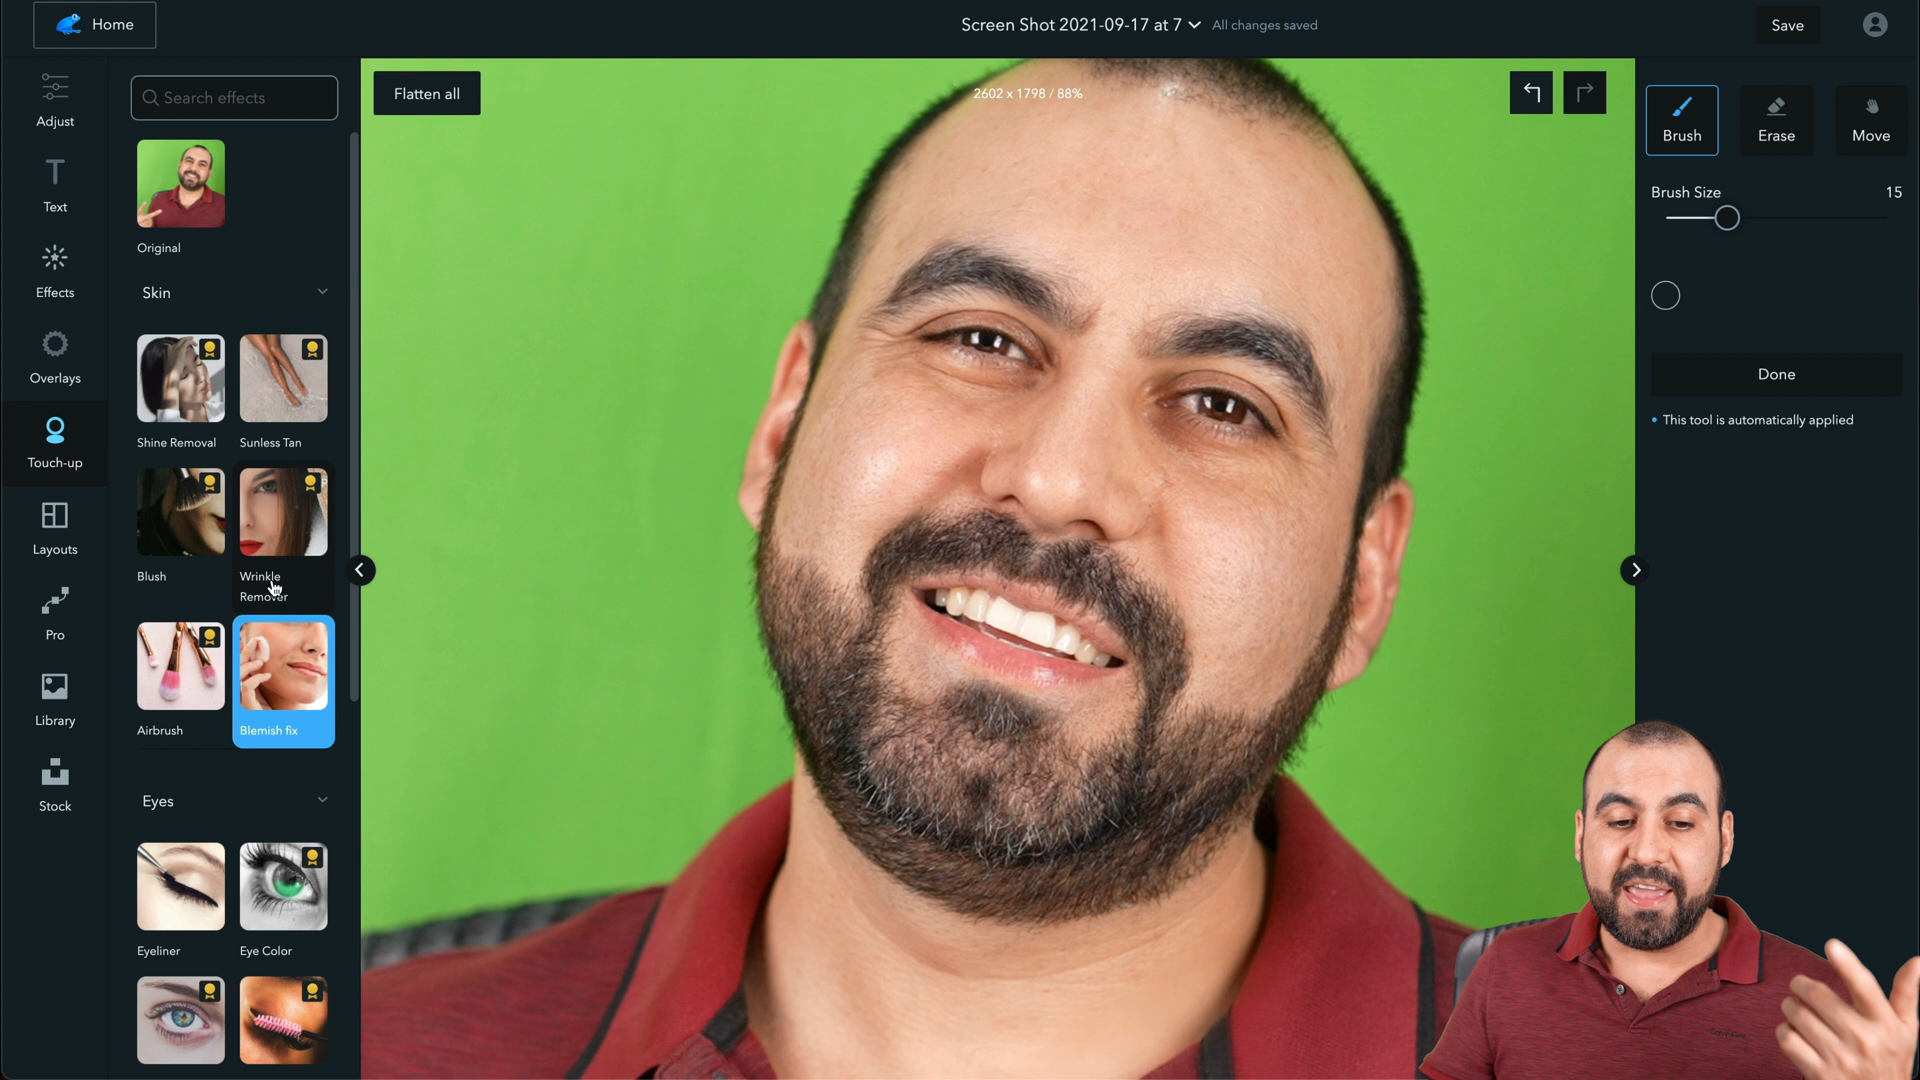 Home
Screen Shot 2021-09-17 at 7
All changes saved
Save
Adjust
Text
Effects
Overlays
Touch-up
Layouts
Pro
Library
Stock
Search effects
Original
Skin
Shine Removal
Sunless Tan
Blush
Wrinkle
Remover
Airbrush
Blemish fix
Eyes
Eyeliner
Eye Color
Flatten all
2602 x 1798 / 88%
Brush
Erase
Move
Brush Size
15
Done
This tool is automatically applied